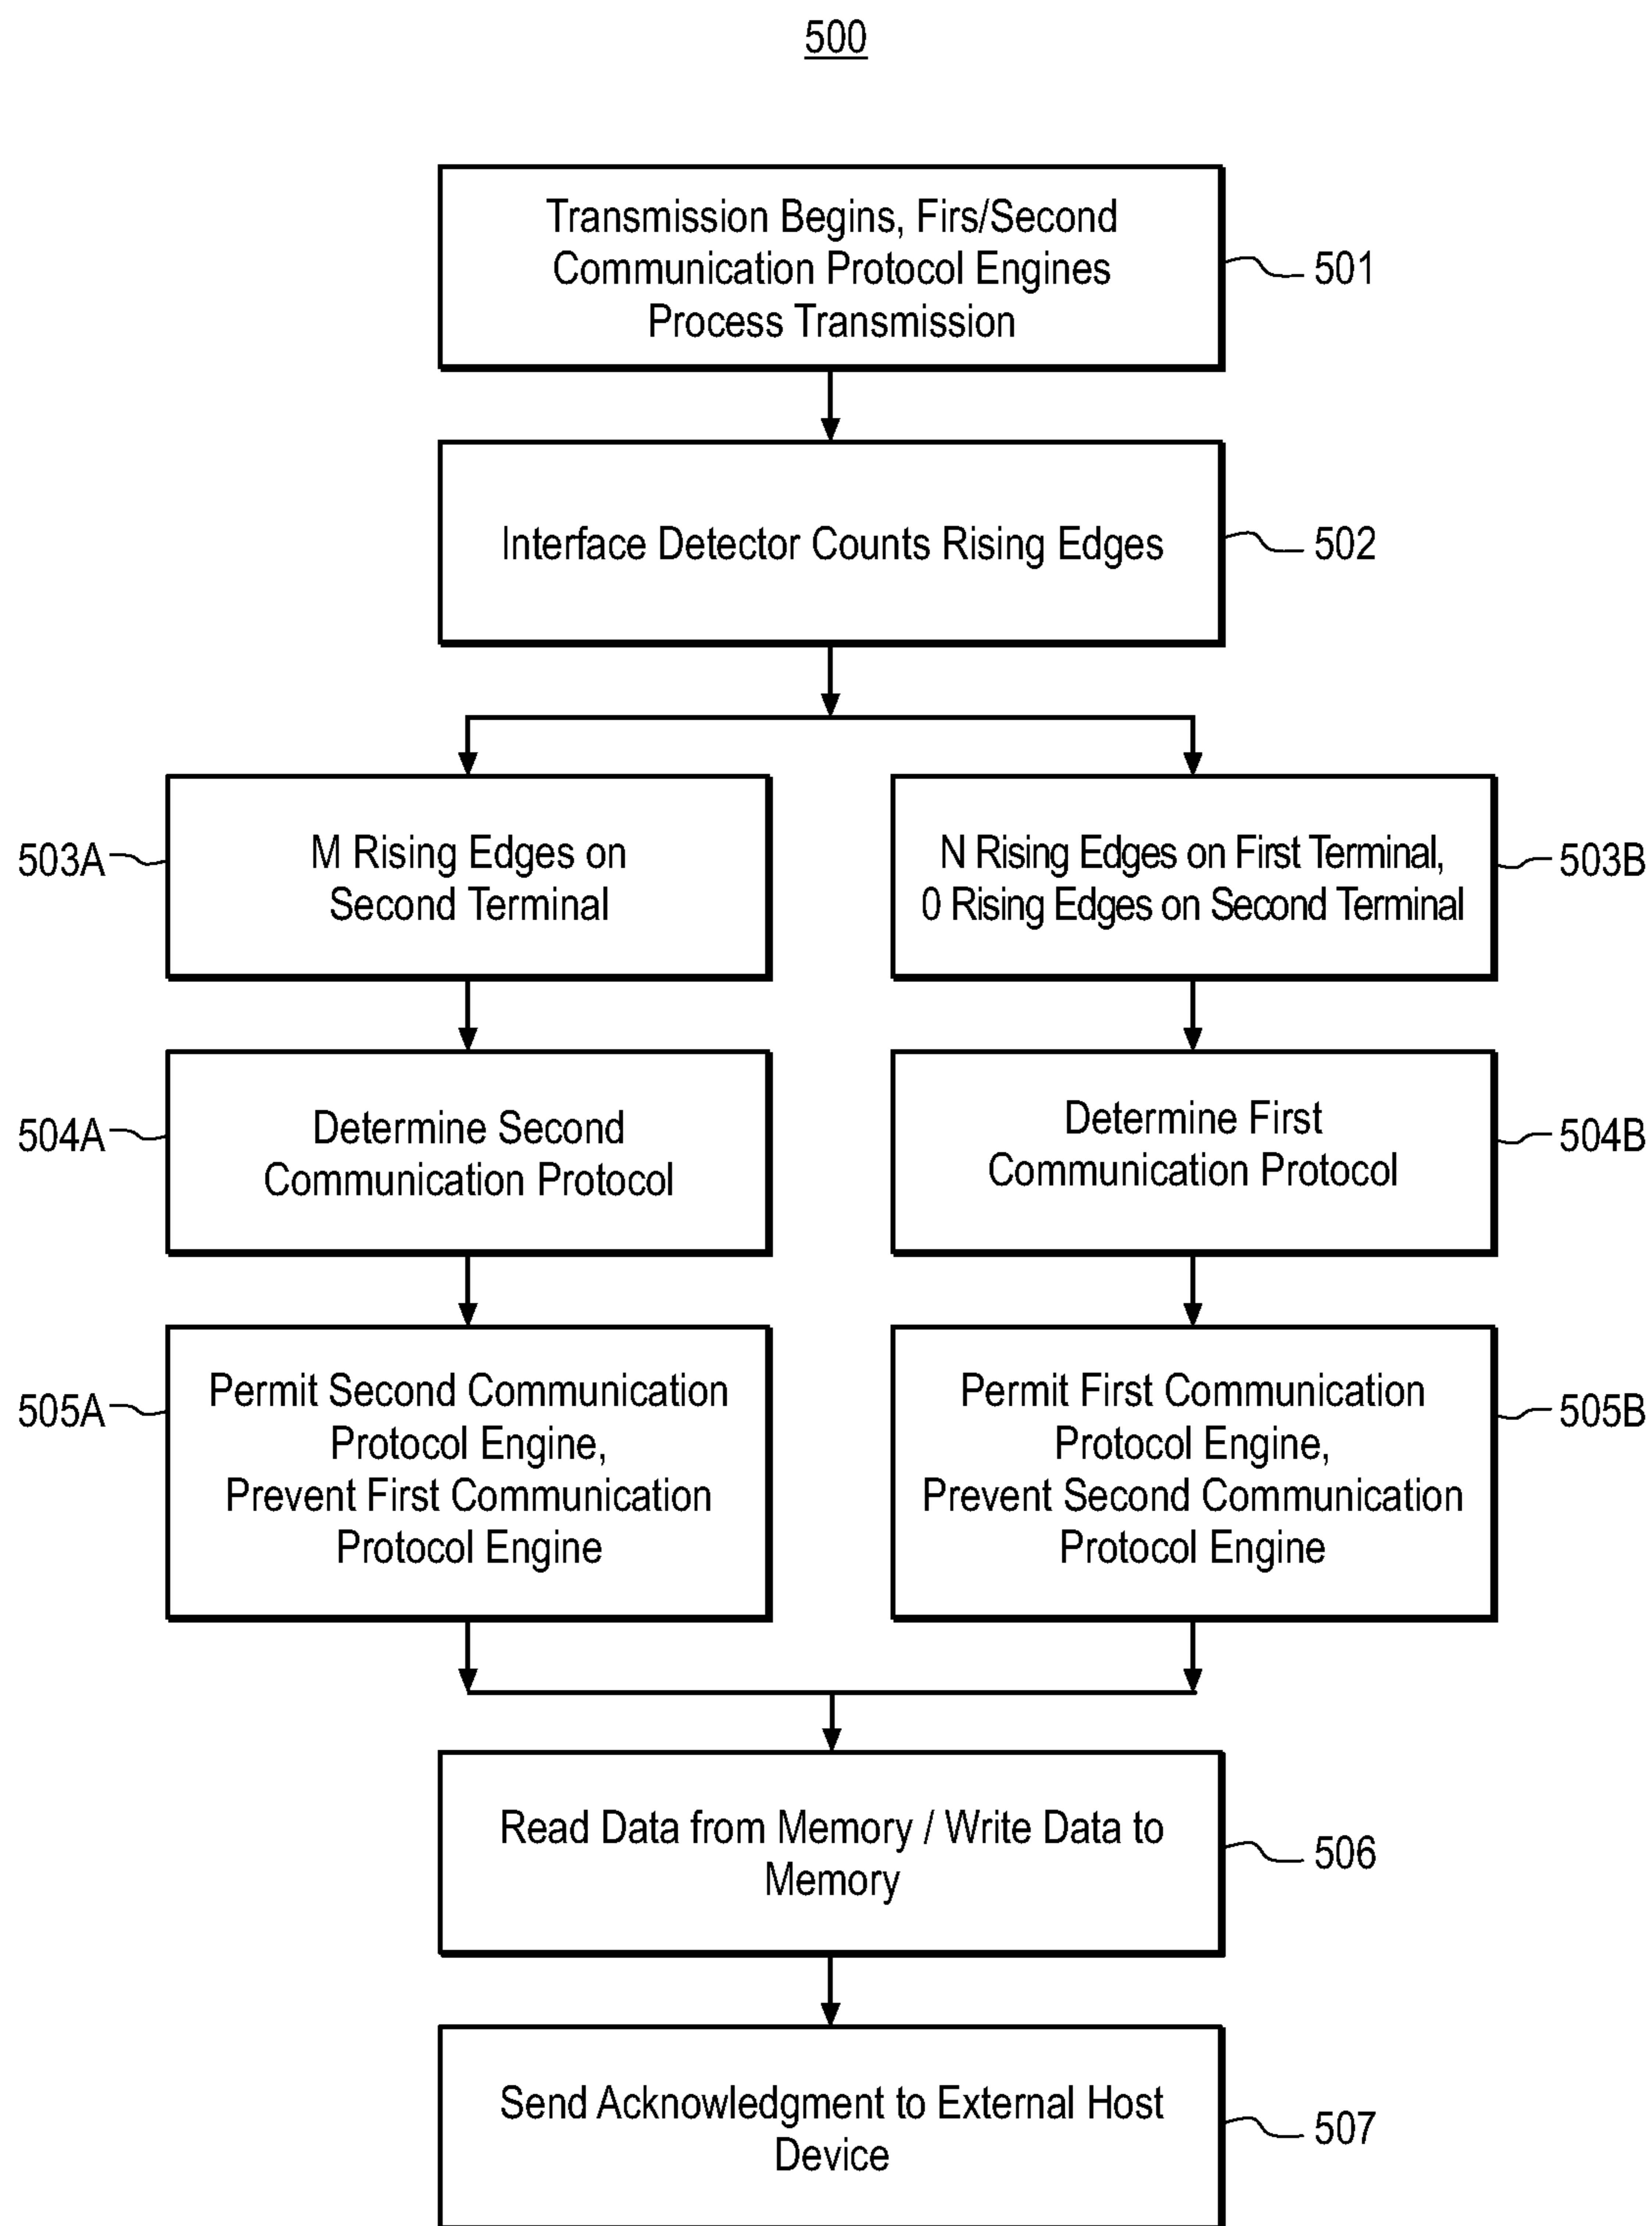 500
Transmission Begins, Firs/Second
Communication Protocol Engines
Process Transmission
501
Interface Detector Counts Rising Edges
502
503A
M Rising Edges on
Second Terminal
N Rising Edges on First Terminal,
0 Rising Edges on Second Terminal
503B
504A
Determine Second
Communication Protocol
Determine First
Communication Protocol
504B
505A
Permit Second Communication
Protocol Engine,
Prevent First Communication
Protocol Engine
Permit First Communication
Protocol Engine,
Prevent Second Communication
Protocol Engine
505B
Read Data from Memory / Write Data to
Memory
506
Send Acknowledgment to External Host
Device
507